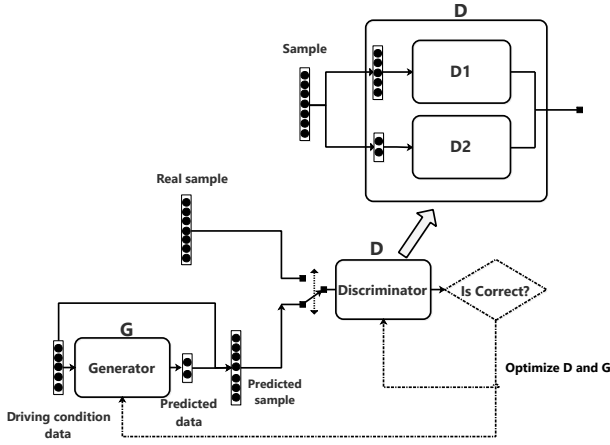 D
Sample
D1
D2
Real sample
D
Discriminator
Is Correct?
G
Generator
Optimize D and G
Driving condition
data
Predicted
data
Predicted
sample